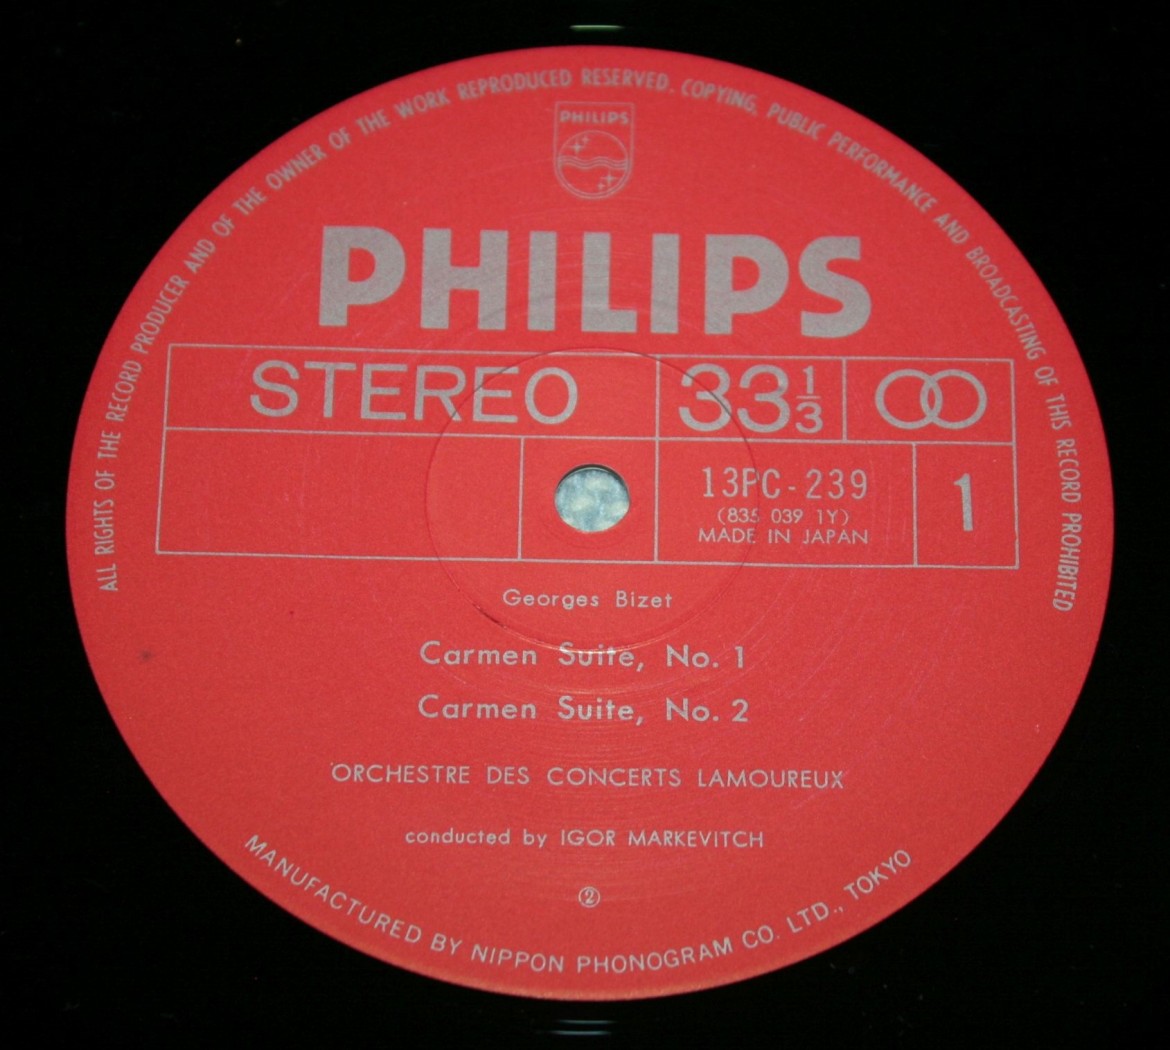 ALL RIGHTS OF THE RECORD PRODUCER AND OF THE OWNER OF THE WORK REPRODUCED RESERVED. COPYING, PUBLIC PERFORMANCE AND BROADCASTING OF THIS RECORD PROHIBITED
PHILIPS
PHILIPS
STEREO 33 1/3
13PC-239 1
(835 039 1Y)
MADE IN JAPAN
Georges Bizet
Carmen Suite, No. 1
Carmen Suite, No. 2
ORCHESTRE DES CONCERTS LAMOUREUX
conducted by IGOR MARKEVITCH
②
MANUFACTURED BY NIPPON PHONOGRAM CO. LTD., TOKYO